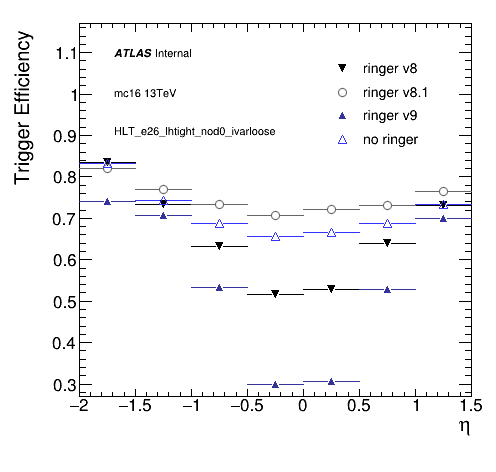 Trigger Efficiency
1.1
1
0.9
0.8
0.7
0.6
0.5
0.4
0.3
ATLAS Internal
mc16 13TeV
HLT_e26_lhtight_nod0_ivarloose
ringer v8
ringer v8.1
ringer v9
no ringer
−2 −1.5 −1 −0.5 0 0.5 1 1.5
η